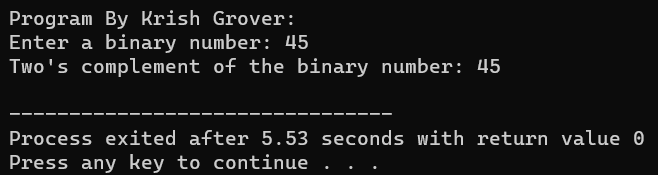 Program By Krish Grover:
Enter a binary number: 45
Two's complement of the binary number: 45
--------------------------------
Process exited after 5.53 seconds with return value 0
Press any key to continue . . .